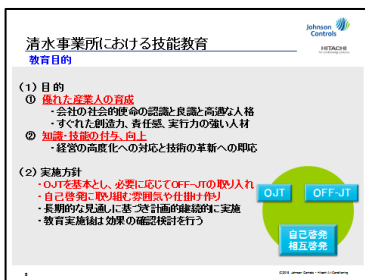 Johnson Controls
HITACHI
清水事業所における技能教育
教育目的
(1) 目的
① 優れた産業人の育成
・会社の社会的使命の認識と良識と高邁な人格
・すぐれた創造力、責任感、実行力の強い人材
② 知識・技能の付与、向上
・経営の高度化への対応と技術の革新への即応
(2) 実施方針
・OJTを基本とし、必要に応じてOFF-JTの取り入れ
・自己啓発に取り組む雰囲気や仕掛け作り
・長期的な見通しに基づき計画的継続的に実施
・教育実施後は効果の確認検討を行う
OJT
OFF-JT
自己啓発
相互啓発